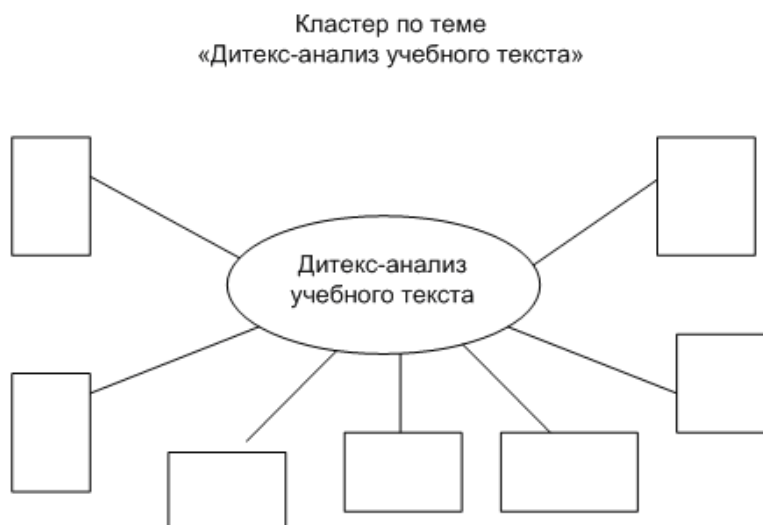 Кластер по теме
«Дитекс-анализ учебного текста»
Дитекс-анализ
учебного текста